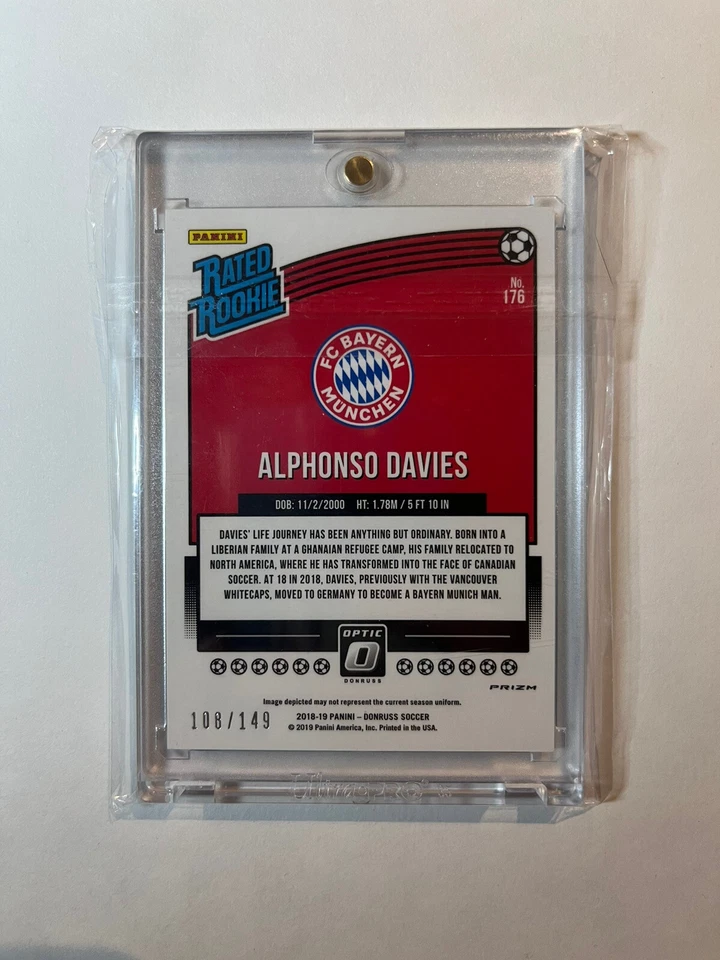 PANINI
RATED
ROOKIE
No.
176
FC BAYERN
MÜNCHEN
ALPHONSO DAVIES
DOB: 11/2/2000 HT: 1.78M / 5 FT 10 IN
DAVIES' LIFE JOURNEY HAS BEEN ANYTHING BUT ORDINARY. BORN INTO A
LIBERIAN FAMILY AT A GHANAIAN REFUGEE CAMP, HIS FAMILY RELOCATED TO
NORTH AMERICA, WHERE HE HAS TRANSFORMED INTO THE FACE OF CANADIAN
SOCCER. AT 18 IN 2018, DAVIES, PREVIOUSLY WITH THE VANCOUVER
WHITECAPS, MOVED TO GERMANY TO BECOME A BAYERN MUNICH MAN.
OPTIC
DONRUSS
PRIZM
Image depicted may not represent the current season uniform.
108/149
2018-19 PANINI – DONRUSS SOCCER
© 2019 Panini America, Inc. Printed in the USA.